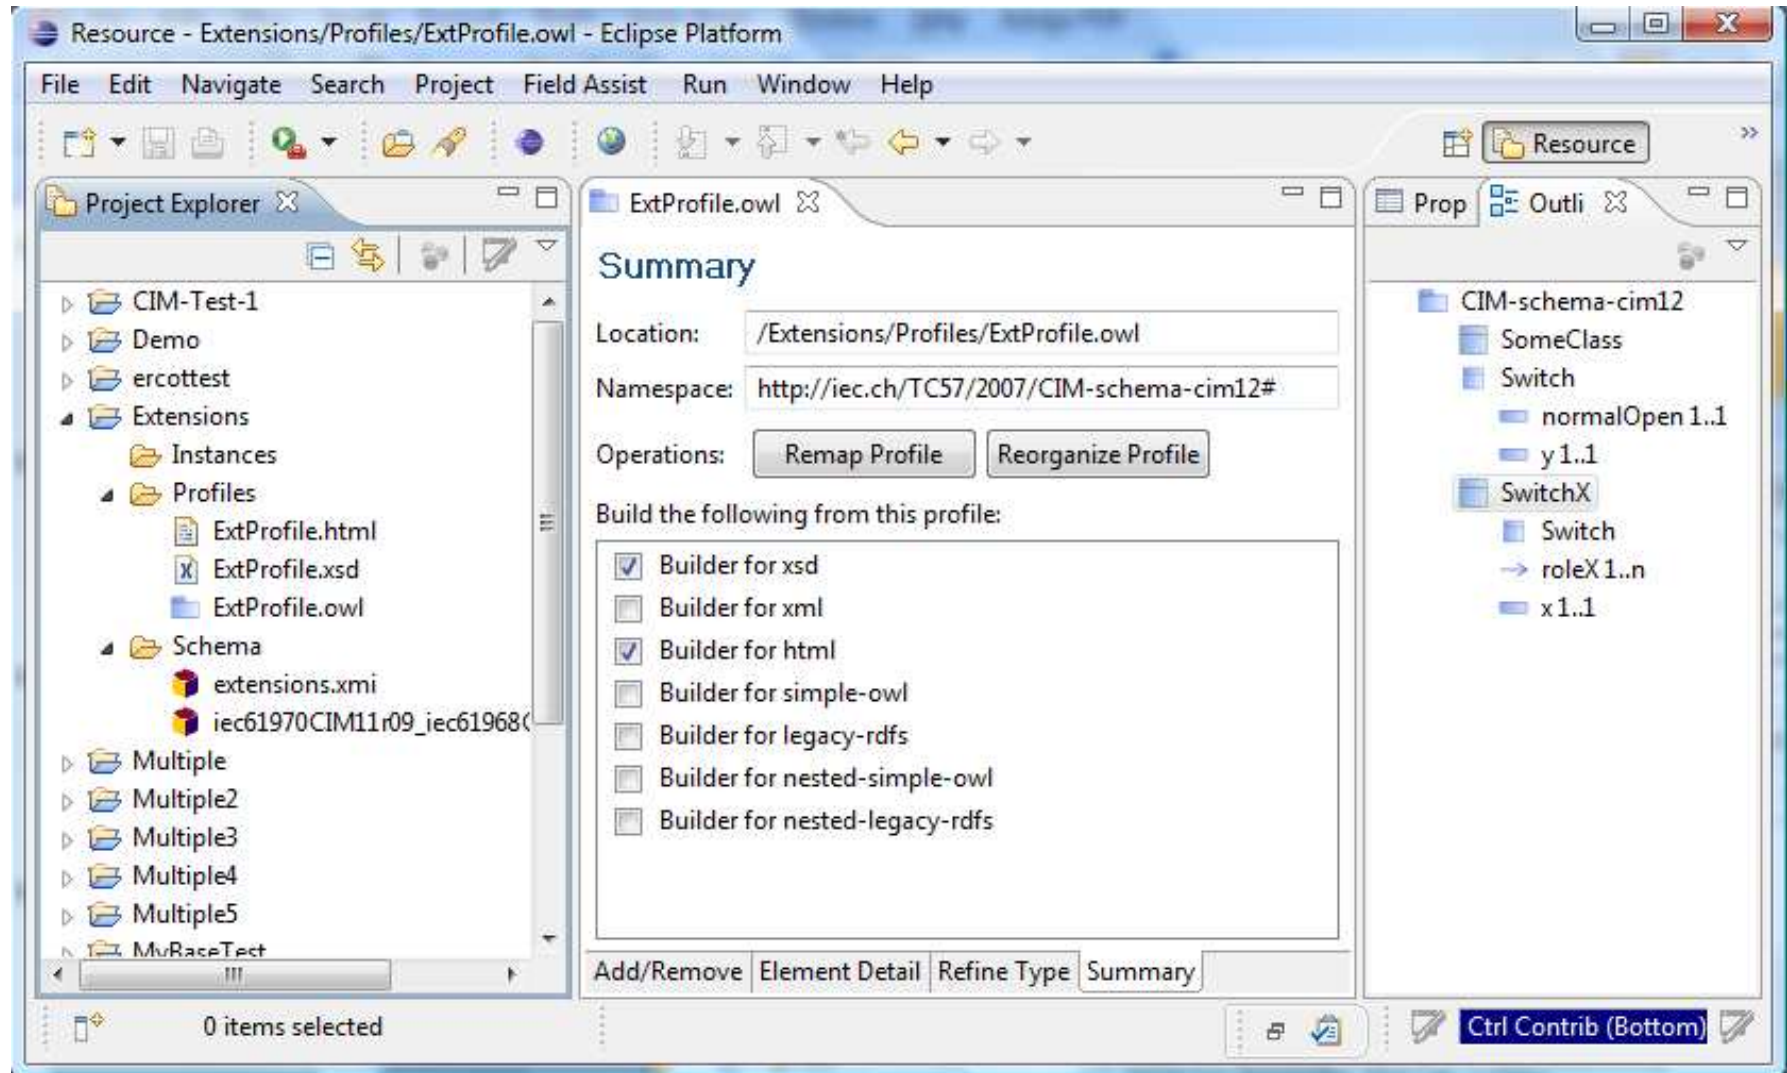 Resource - Extensions/Profiles/ExtProfile.owl - Eclipse Platform
File Edit Navigate Search Project Field Assist Run Window Help
Resource
Project Explorer
CIM-Test-1
Demo
ercottest
Extensions
Instances
Profiles
ExtProfile.html
ExtProfile.xsd
ExtProfile.owl
Schema
extensions.xmi
iec61970CIM11r09_iec61968(
Multiple
Multiple2
Multiple3
Multiple4
Multiple5
MyBaseTest
ExtProfile.owl
Summary
Location: /Extensions/Profiles/ExtProfile.owl
Namespace: http://iec.ch/TC57/2007/CIM-schema-cim12#
Operations: Remap Profile Reorganize Profile
Build the following from this profile:
Builder for xsd
Builder for xml
Builder for html
Builder for simple-owl
Builder for legacy-rdfs
Builder for nested-simple-owl
Builder for nested-legacy-rdfs
Add/Remove Element Detail Refine Type Summary
Prop Outli
CIM-schema-cim12
SomeClass
Switch
normalOpen 1..1
y 1..1
SwitchX
Switch
roleX 1..n
x 1..1
0 items selected
Ctrl Contrib (Bottom)